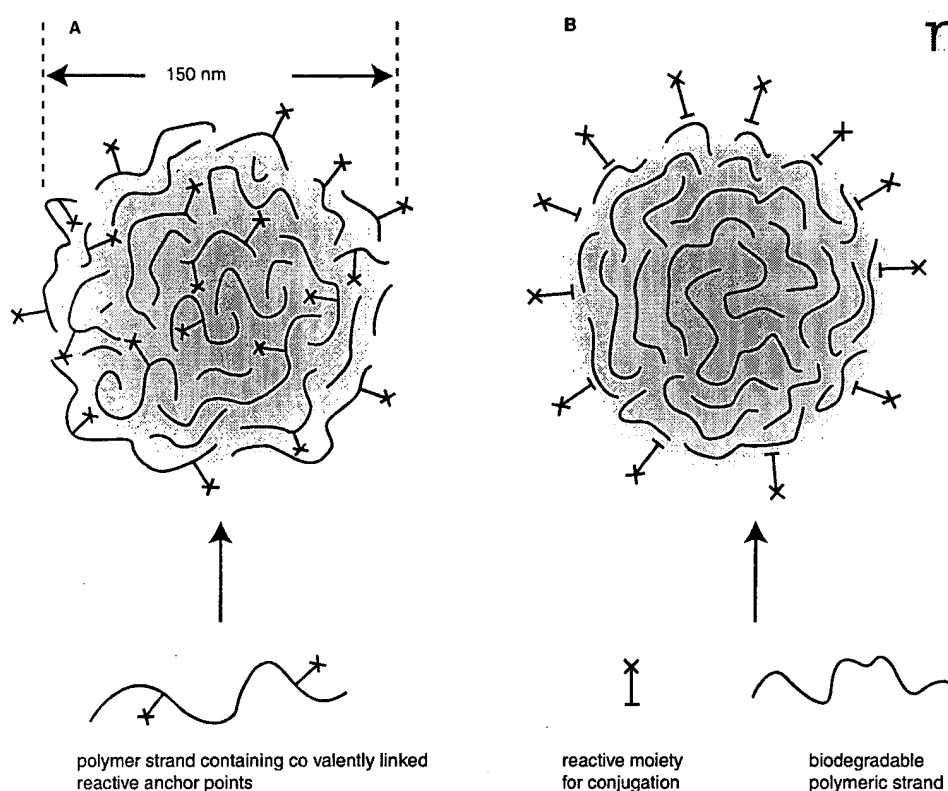 A
B
150 nm
polymer strand containing co valently linked
reactive anchor points
reactive moiety
for conjugation
biodegradable
polymeric strand